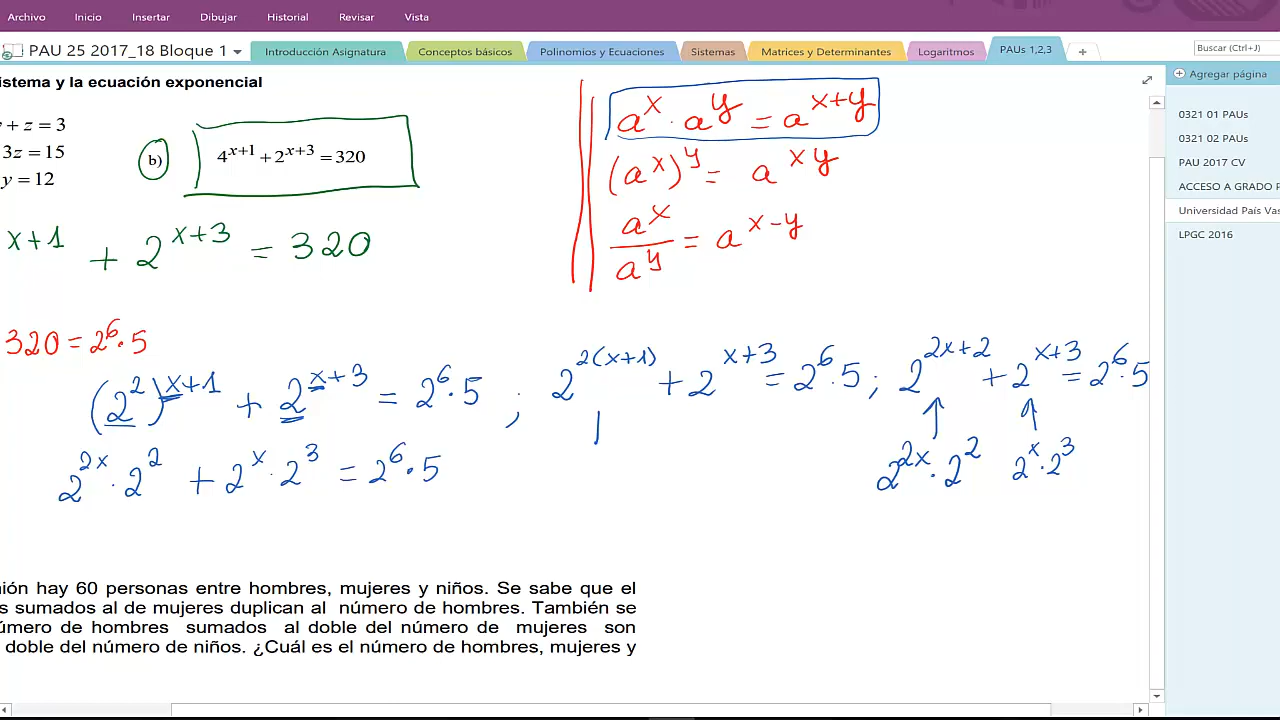 Archivo Inicio Insertar Dibujar Historial Revisar Vista
PAU 25 2017_18 Bloque 1 Introducción Asignatura Conceptos básicos Polinomios y Ecuaciones Sistemas Matrices y Determinantes Logaritmos PAUs 1,2,3 + Buscar (Ctrl+J)
Agregar página
0321 01 PAUs
0321 02 PAUs
PAU 2017 CV
ACCESO A GRADO P
Universidad País Vas
LPGC 2016
istema y la ecuación exponencial
+ z = 3
3z = 15
y = 12
b) 4^{x+1} + 2^{x+3} = 320
a^x · a^y = a^{x+y}
(a^x)^y = a^{xy}
a^x / a^y = a^{x-y}
x+1 + 2^{x+3} = 320
320 = 2^6 · 5
(2^2)^{x+1} + 2^{x+3} = 2^6 · 5 ; 2^{2(x+1)} + 2^{x+3} = 2^6 · 5 ; 2^{2x+2} + 2^{x+3} = 2^6 · 5
2^{2x} · 2^2 + 2^x · 2^3 = 2^6 · 5 2^{2x} · 2^2 2^x · 2^3
ión hay 60 personas entre hombres, mujeres y niños. Se sabe que el
s sumados al de mujeres duplican al número de hombres. También se
úmero de hombres sumados al doble del número de mujeres son
doble del número de niños. ¿Cuál es el número de hombres, mujeres y